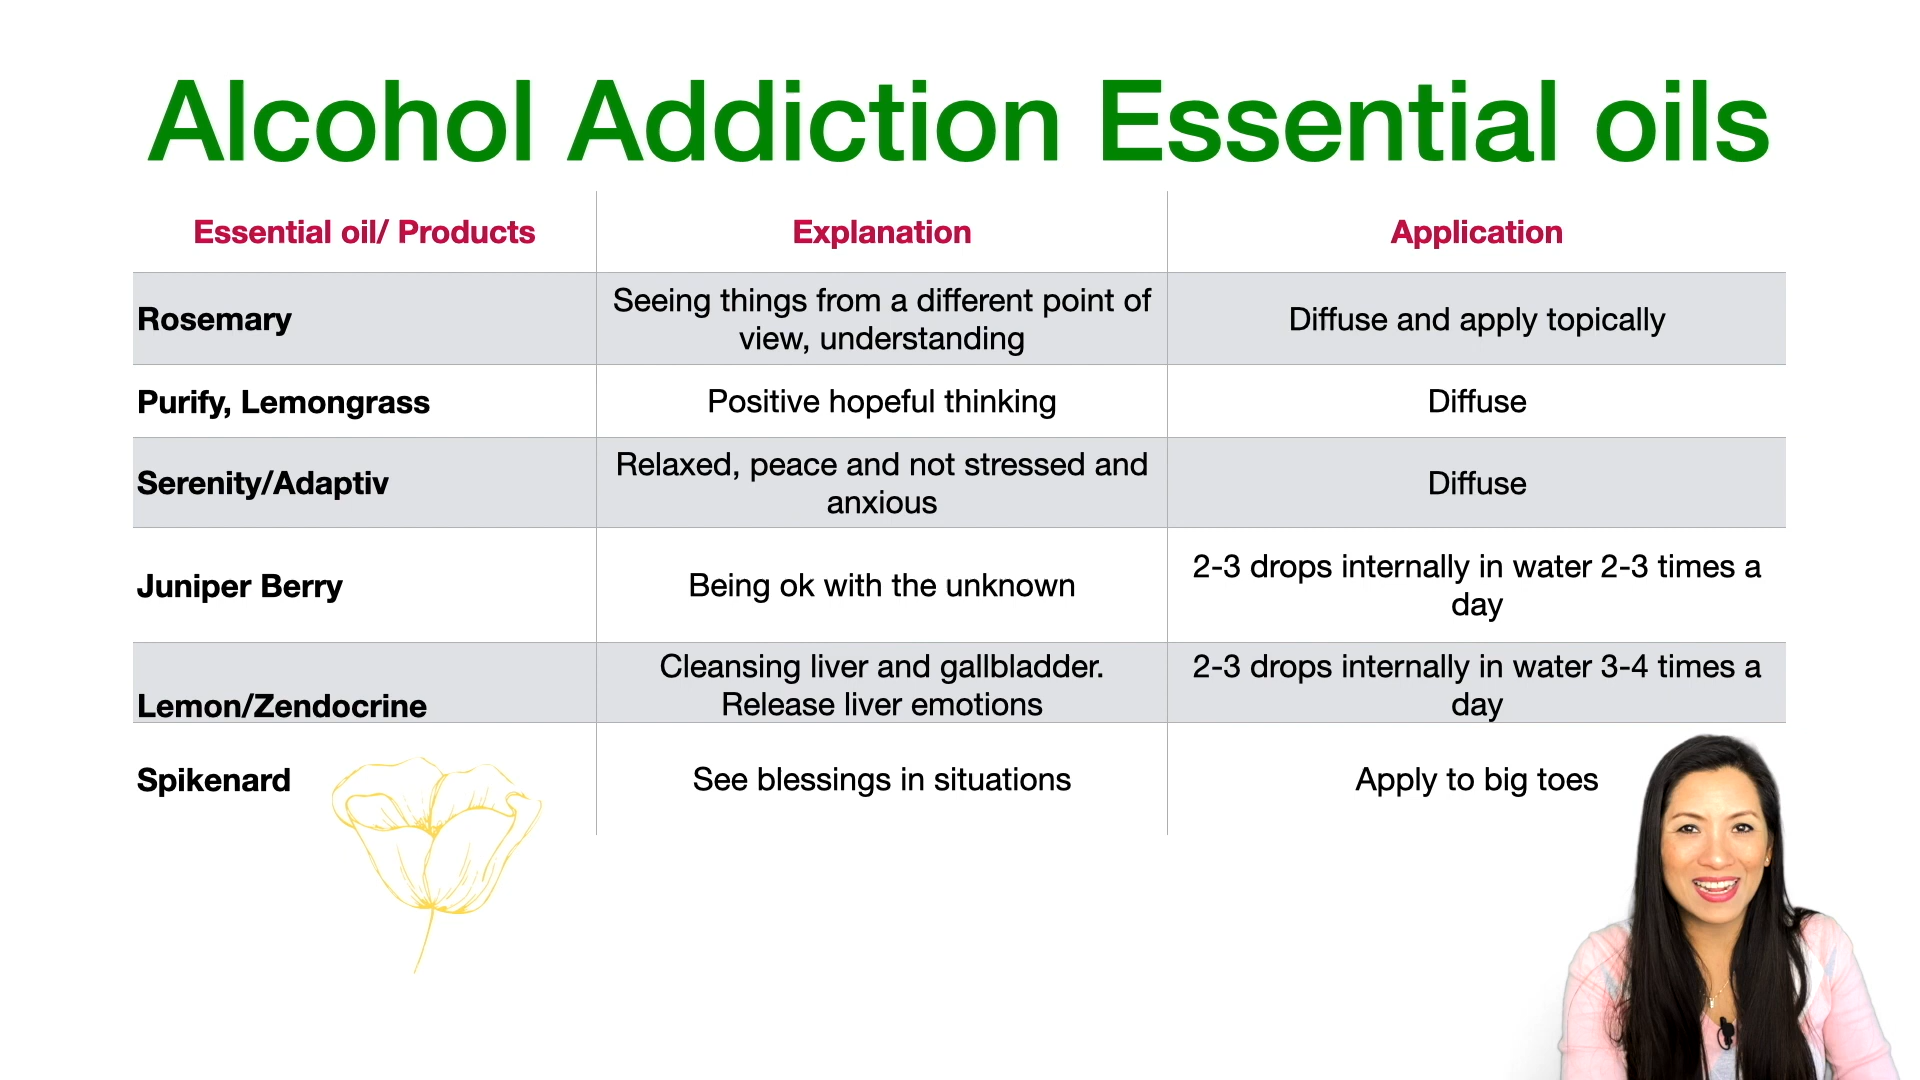 Alcohol Addiction Essential oils
Essential oil/ Products
Explanation
Application
Rosemary
Seeing things from a different point of
view, understanding
Diffuse and apply topically
Purify, Lemongrass
Positive hopeful thinking
Diffuse
Serenity/Adaptiv
Relaxed, peace and not stressed and
anxious
Diffuse
Juniper Berry
Being ok with the unknown
2-3 drops internally in water 2-3 times a
day
Lemon/Zendocrine
Cleansing liver and gallbladder.
Release liver emotions
2-3 drops internally in water 3-4 times a
day
Spikenard
See blessings in situations
Apply to big toes